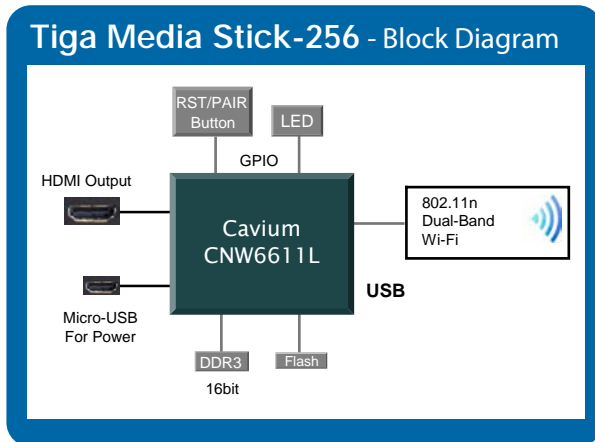 Tiga Media Stick-256 - Block Diagram
RST/PAIR
Button
LED
GPIO
HDMI Output
Cavium
CNW6611L
802.11n
Dual-Band
Wi-Fi
USB
Micro-USB
For Power
DDR3
Flash
16bit